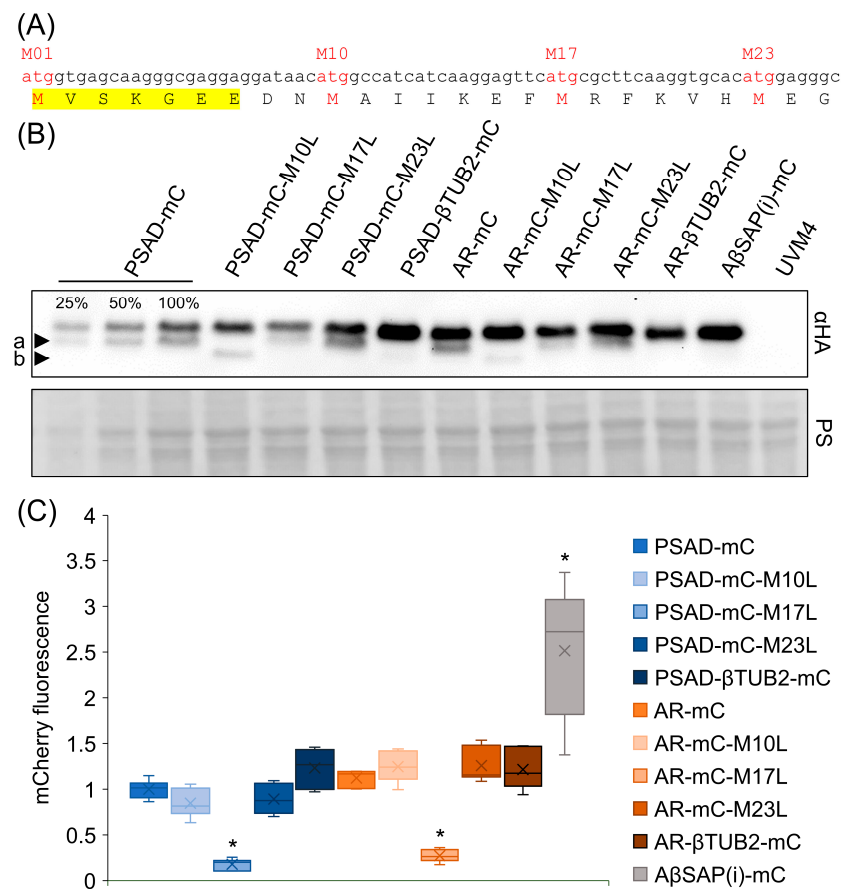 (A)
M01 M10 M17 M23
atggtgagcaagggcgaggaggataacatggccatcatcaaggagttcatgcgcttcaaggtgcacatggagggc
M V S K G E E D N M A I I K E F M R F K V H M E G
(B)
PSAD-mC
PSAD-mC-M10L
PSAD-mC-M17L
PSAD-mC-M23L
PSAD-βTUB2-mC
AR-mC
AR-mC-M10L
AR-mC-M17L
AR-mC-M23L
AR-βTUB2-mC
AβSAP(i)-mC
UVM4
25% 50% 100%
a
b
αHA
PS
(C)
mCherry fluorescence
4
3.5
3
2.5
2
1.5
1
0.5
0
*
*
*
PSAD-mC
PSAD-mC-M10L
PSAD-mC-M17L
PSAD-mC-M23L
PSAD-βTUB2-mC
AR-mC
AR-mC-M10L
AR-mC-M17L
AR-mC-M23L
AR-βTUB2-mC
AβSAP(i)-mC